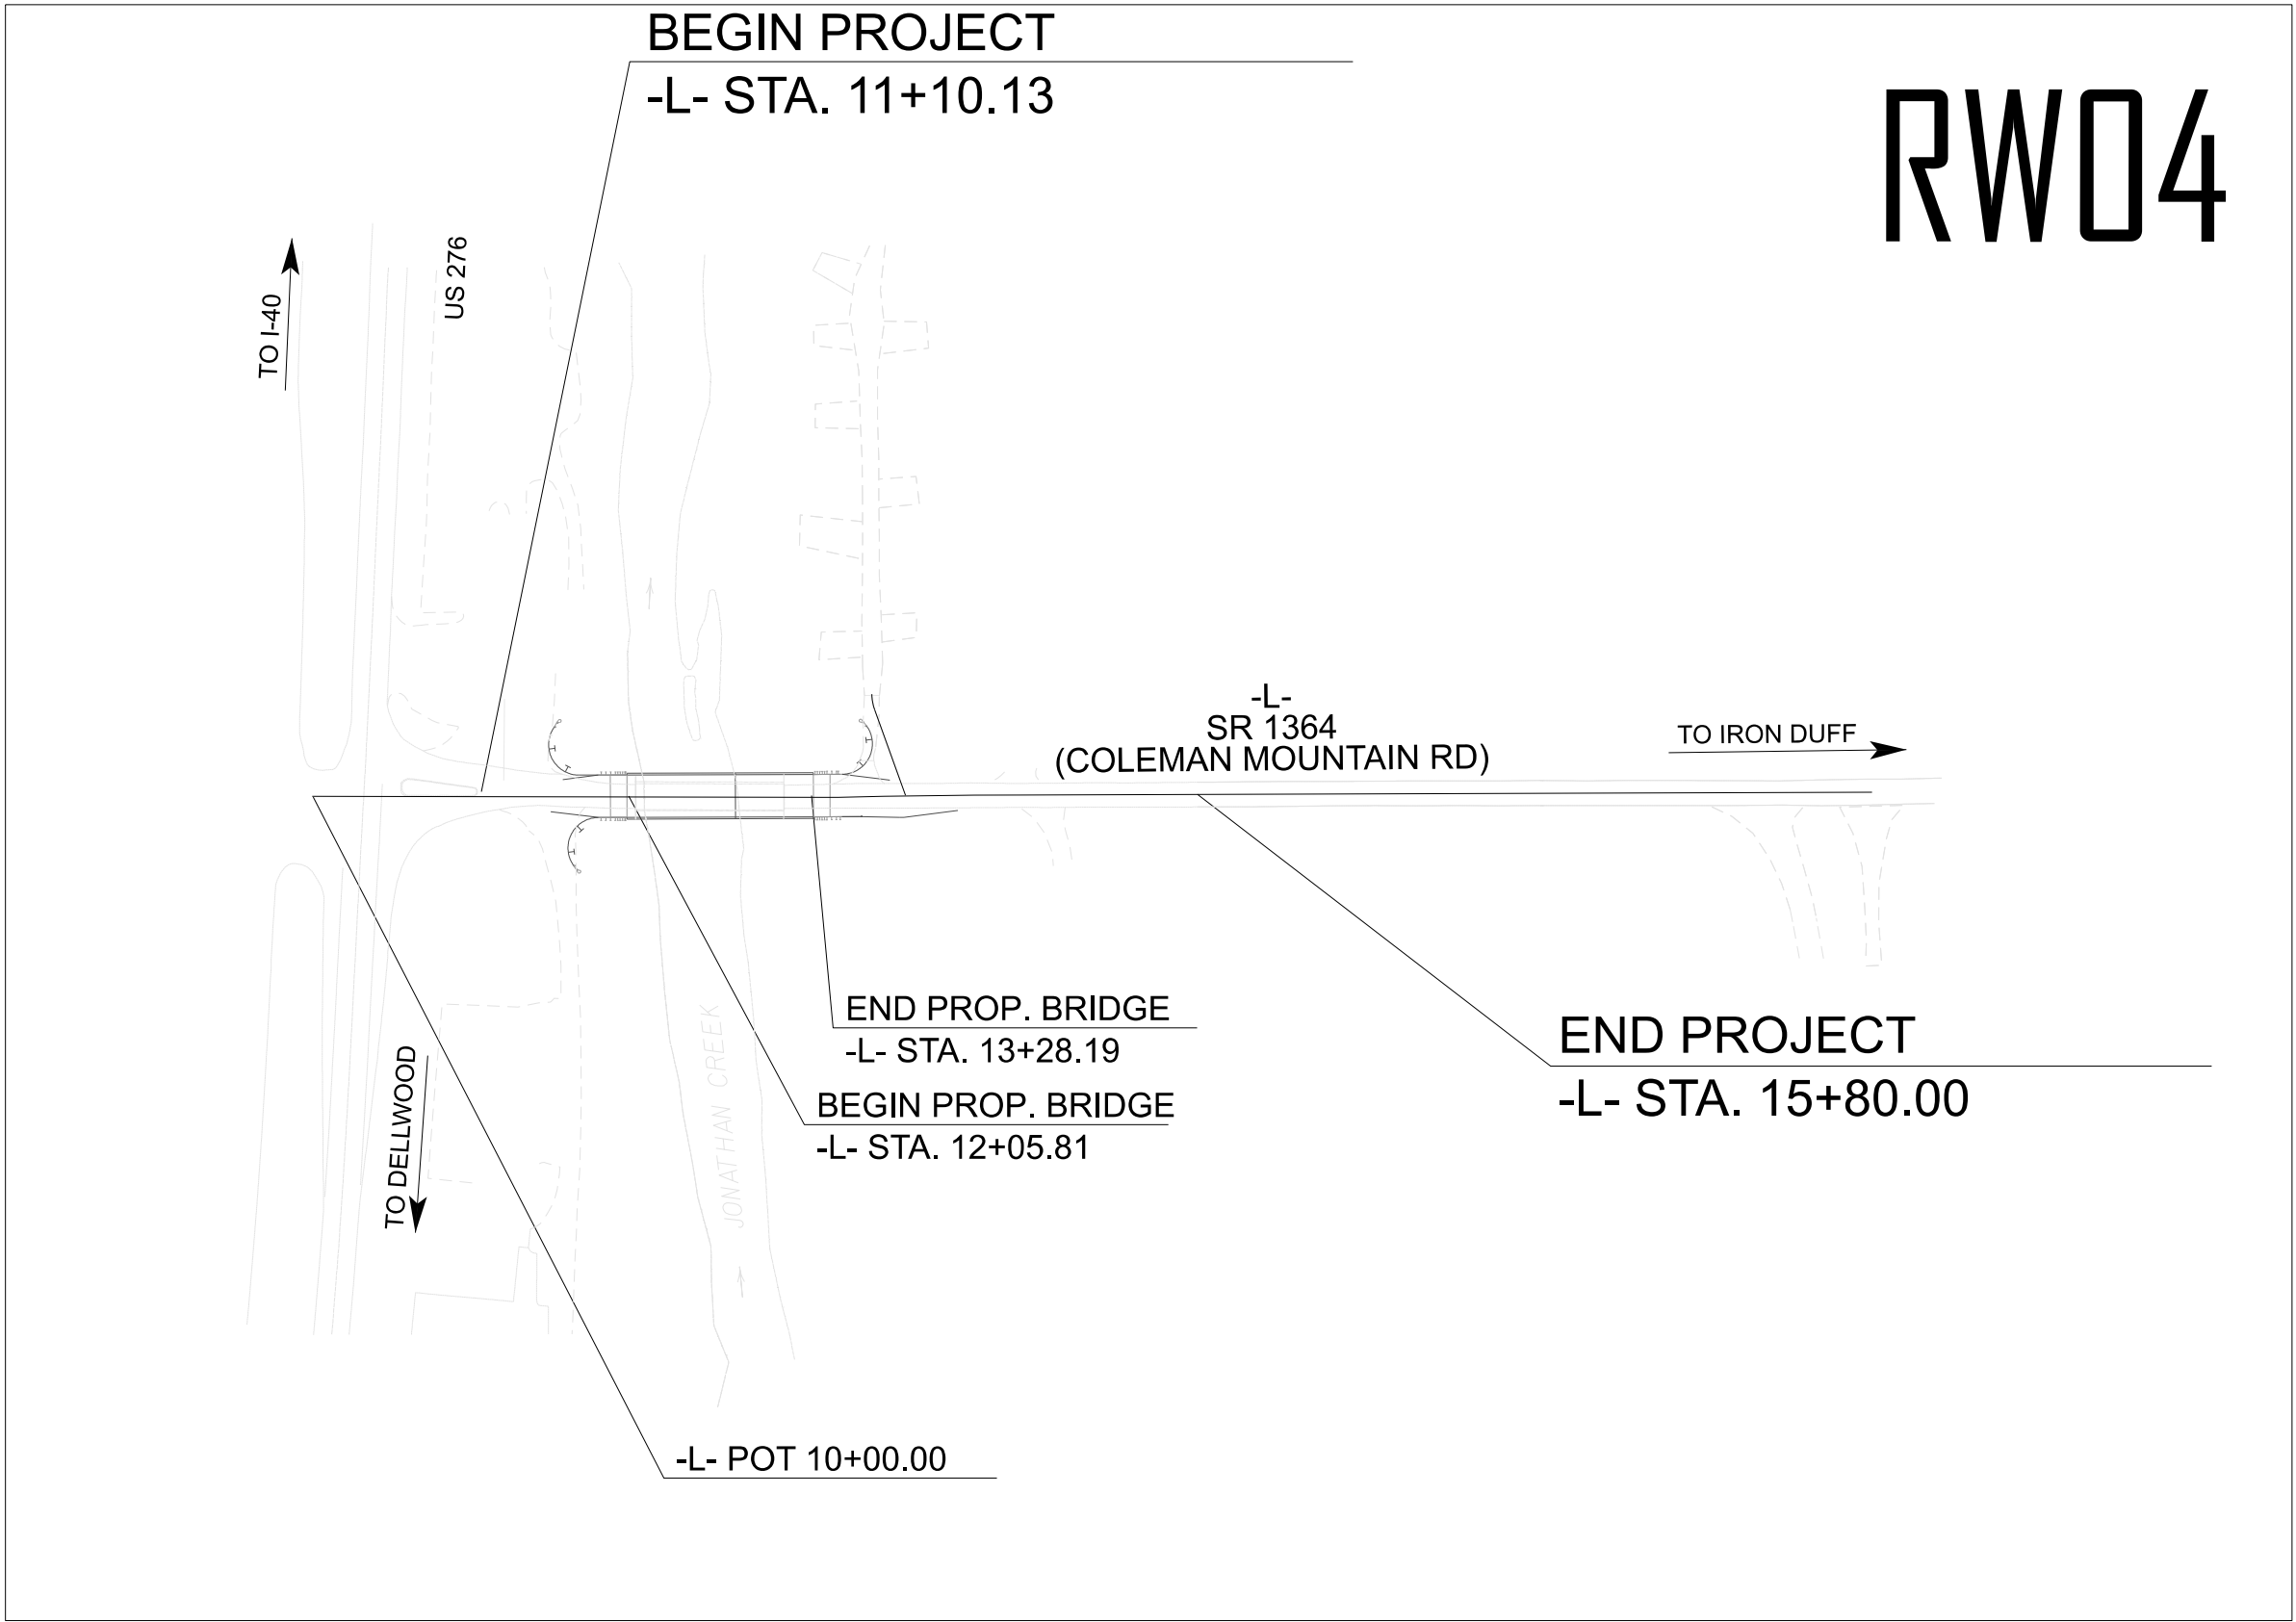 BEGIN PROJECT
-L- STA. 11+10.13
RW04
US 276
TO I-40
-L-
SR 1364
(COLEMAN MOUNTAIN RD)
TO IRON DUFF
END PROP. BRIDGE
-L- STA. 13+28.19
BEGIN PROP. BRIDGE
-L- STA. 12+05.81
END PROJECT
-L- STA. 15+80.00
JONATHAN CREEK
TO DELLWOOD
-L- POT 10+00.00